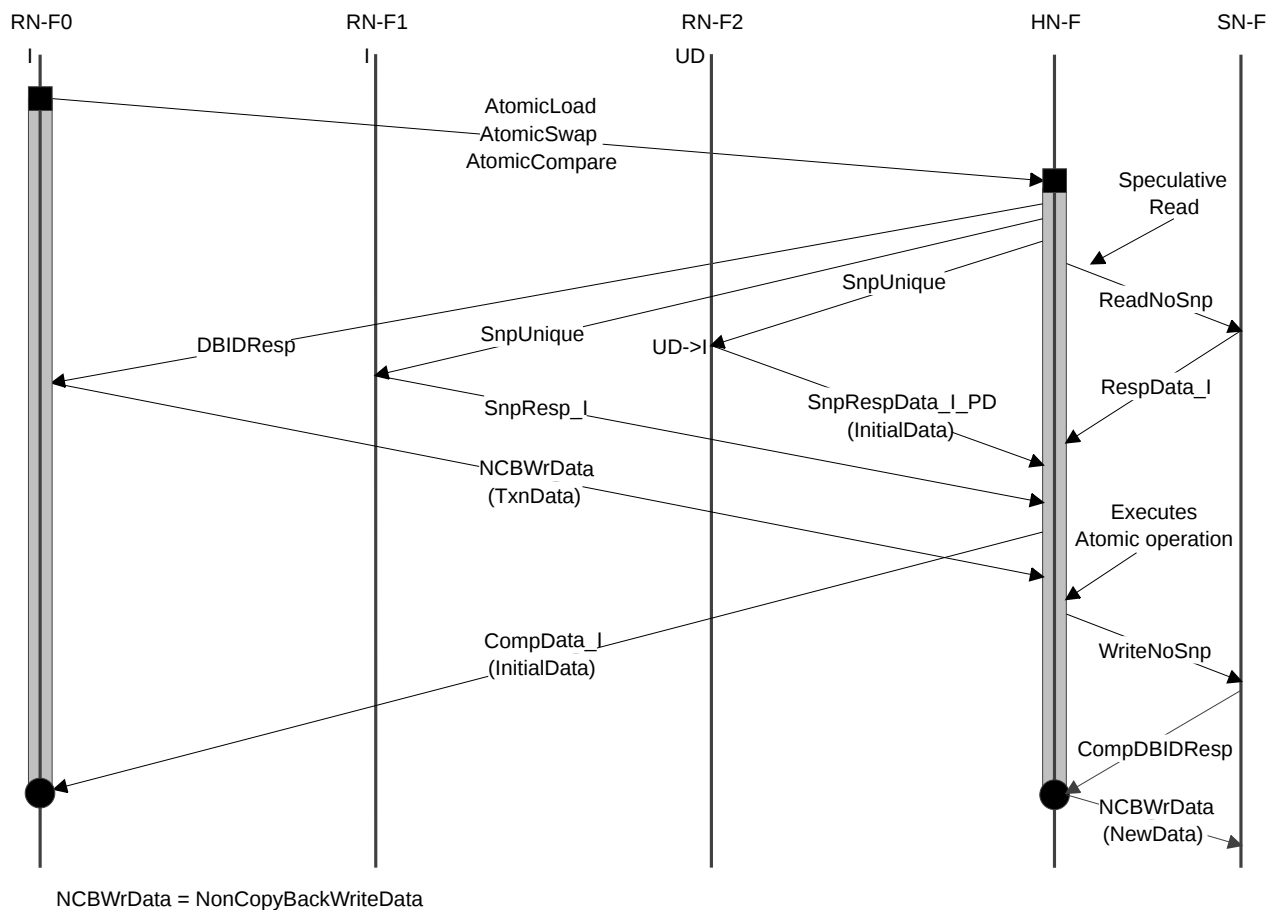 RN-F0 RN-F1 RN-F2 HN-F SN-F
I I UD
AtomicLoad
AtomicSwap
AtomicCompare
Speculative
Read
SnpUnique
ReadNoSnp
SnpUnique
DBIDResp
UD->I
RespData_I
SnpResp_I
SnpRespData_I_PD
(InitialData)
NCBWrData
(TxnData)
Executes
Atomic operation
CompData_I
(InitialData)
WriteNoSnp
CompDBIDResp
NCBWrData
(NewData)
NCBWrData = NonCopyBackWriteData